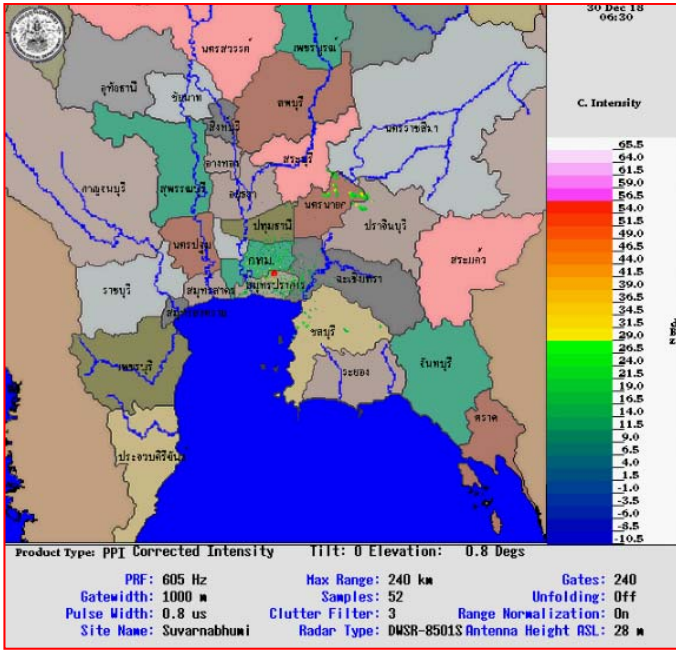 30 Dec 18
06:30
C. Intensity
65.5
64.0
61.5
59.0
56.5
54.0
51.5
49.0
46.5
44.0
41.5
39.0
36.5
34.0
31.5
29.0
26.5
24.0
21.5
19.0
16.5
14.0
11.5
9.0
6.5
4.0
1.5
-1.0
-3.5
-6.0
-8.5
-10.5
นครสวรรค์
เพชรบูรณ์
อุทัยธานี
ชัยนาท
ลพบุรี
สิงห์บุรี
นครราชสีมา
อ่างทอง
สระบุรี
กาญจนบุรี
สุพรรณบุรี
อยุธยา
นครนายก
ปราจีนบุรี
ปทุมธานี
นครปฐม
กทม.
สระแก้ว
ราชบุรี
สมุทรสาคร
สมุทรปราการ
ฉะเชิงเทรา
ชลบุรี
เพชรบุรี
ระยอง
จันทบุรี
ตราด
Product Type: PPI Corrected Intensity Tilt: 0 Elevation: 0.8 Degs
PRF: 605 Hz Max Range: 240 km Gates: 240
Gatewidth: 1000 m Samples: 52 Unfolding: Off
Pulse Width: 0.8 us Clutter Filter: 3 Range Normalization: On
Site Name: Suvarnabhumi Radar Type: DWSR-8501S Antenna Height ASL: 28 m